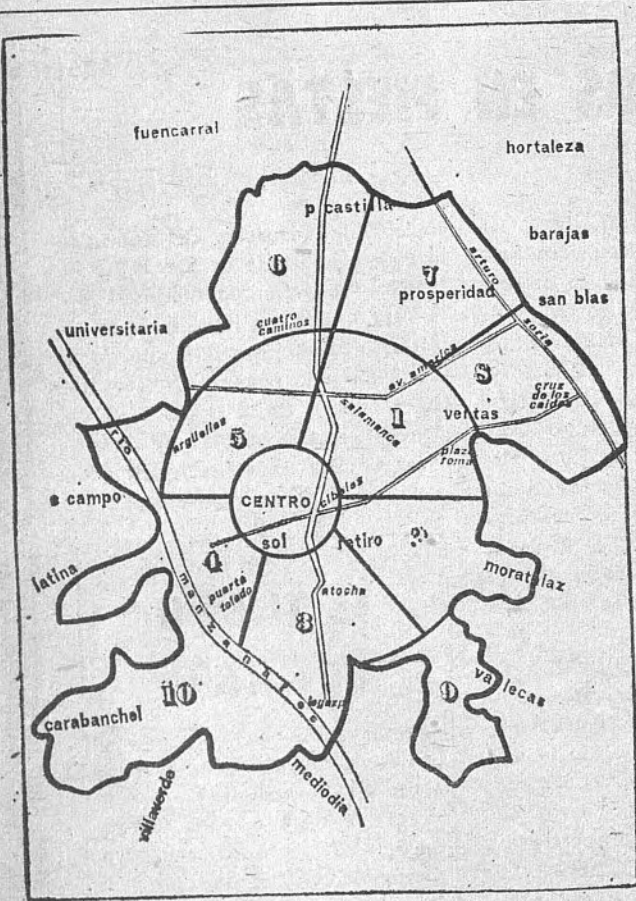 fuencarral
hortaleza
p castilla
barajas
6
7
arturo
prosperidad
san blas
universitaria
cuatro
caminos
soria
av. america
cruz
de los
caidos
salamanca
1
ventas
arguellas
5
plaza
roma
rio
c campo
CENTRO
cibeles
4
sol
retiro
moratalaz
latina
puerta
toledo
atocha
manzanares
3
vallecas
9
10
legazpi
carabanchel
mediodia
villaverde